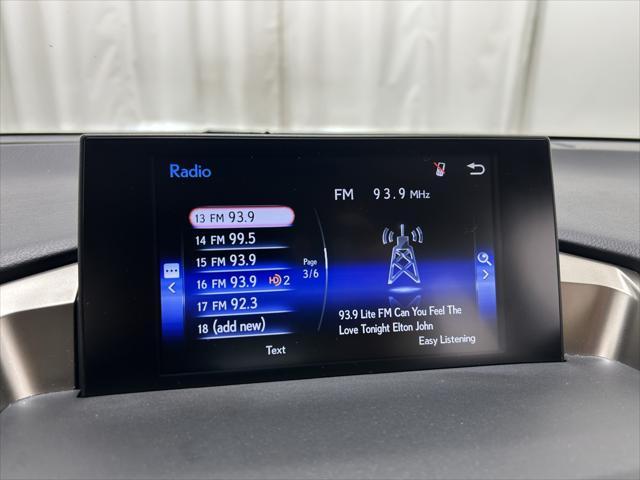 Radio
FM 93.9 MHz
13 FM 93.9
14 FM 99.5
15 FM 93.9
16 FM 93.9 HD 2
17 FM 92.3
18 (add new)
Page
3/6
93.9 Lite FM Can You Feel The
Love Tonight Elton John
Easy Listening
Text